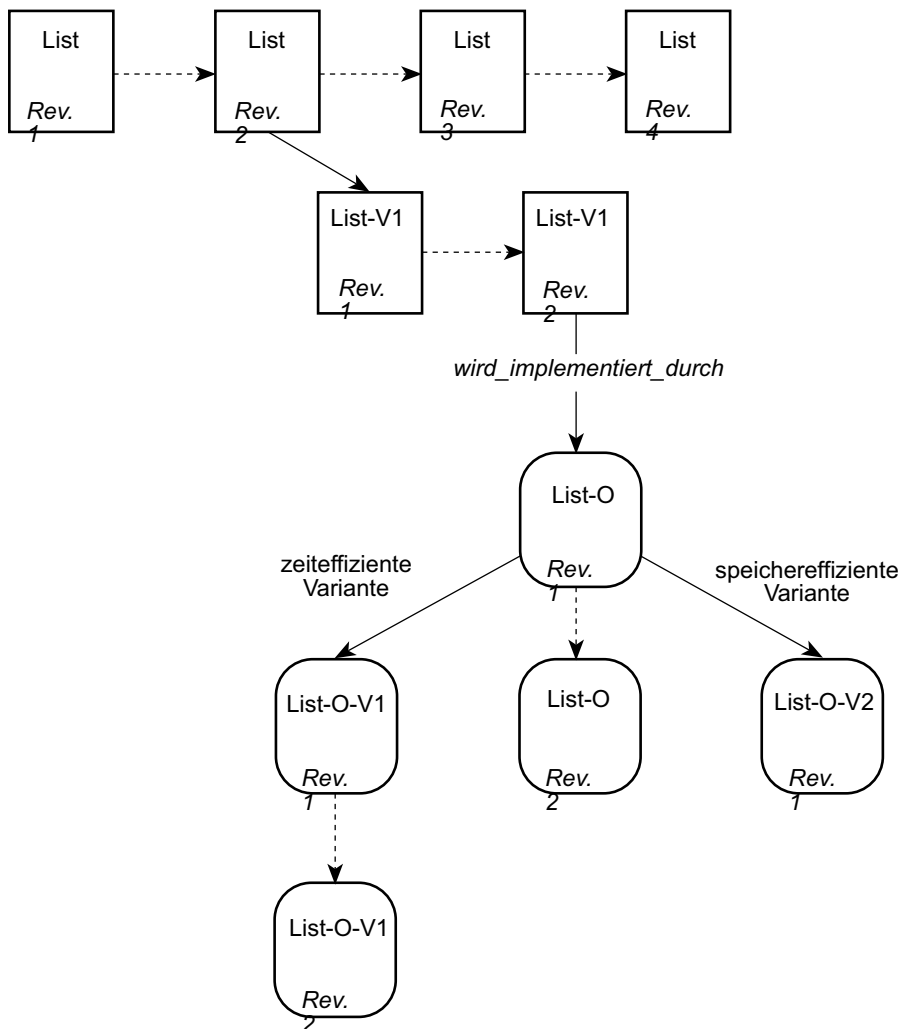 List
Rev.
1
List
Rev.
2
List
Rev.
3
List
Rev.
4
List-V1
Rev.
1
List-V1
Rev.
2
wird_implementiert_durch
List-O
Rev.
1
zeiteffiziente
Variante
speichereffiziente
Variante
List-O-V1
Rev.
1
List-O
Rev.
2
List-O-V2
Rev.
1
List-O-V1
Rev.
2